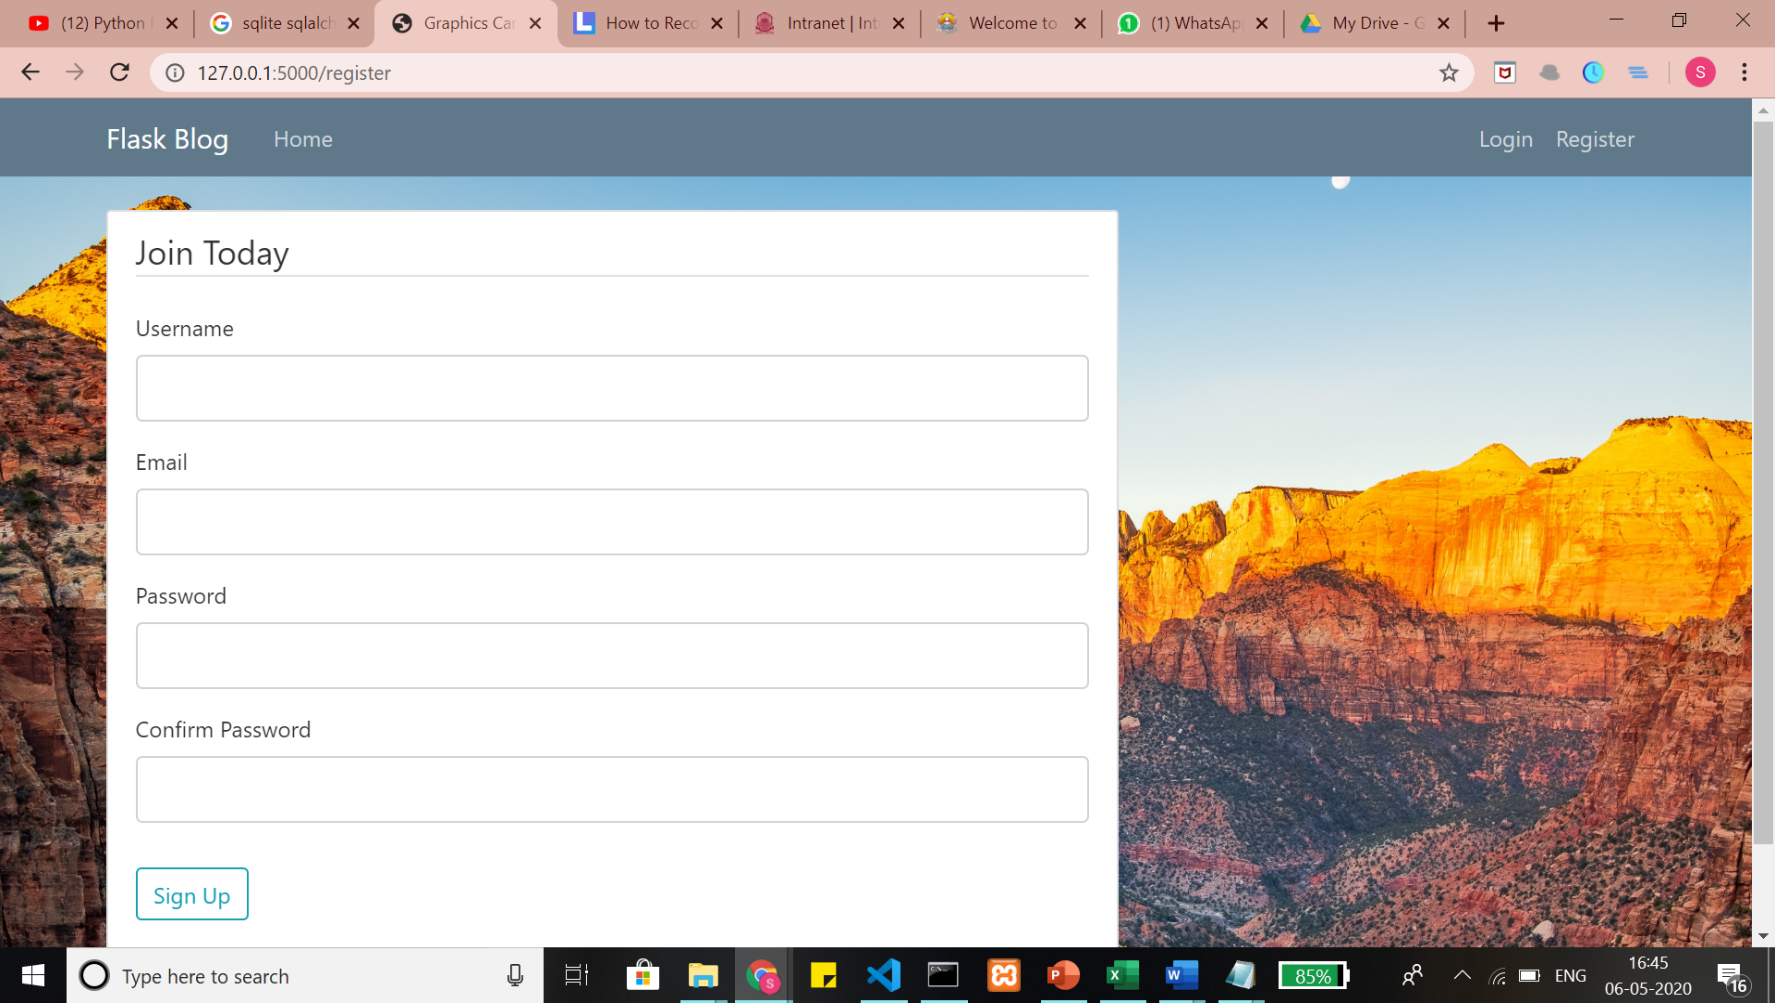 (12) Python
sqlite sqlalch
Graphics Car
How to Reco
Intranet | Int
Welcome to
(1) WhatsAp
My Drive - G
127.0.0.1:5000/register
S
Flask Blog
Home
Login
Register
Join Today
Username
Email
Password
Confirm Password
Sign Up
Type here to search
85%
ENG
16:45
06-05-2020
16